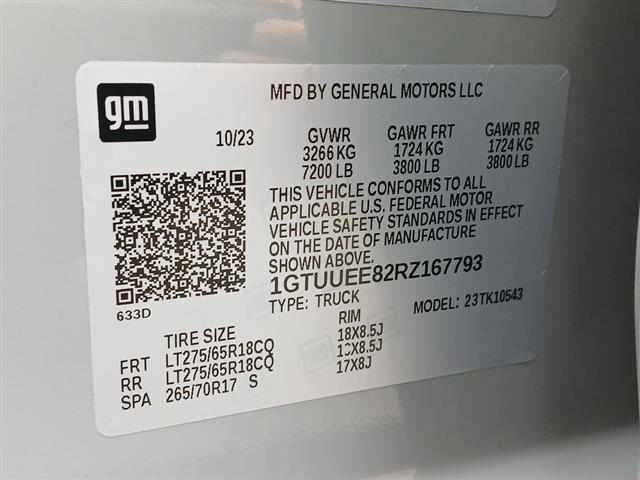 gm
MFD BY GENERAL MOTORS LLC
10/23 GVWR GAWR FRT GAWR RR
3266 KG 1724 KG 1724 KG
7200 LB 3800 LB 3800 LB
THIS VEHICLE CONFORMS TO ALL
APPLICABLE U.S. FEDERAL MOTOR
VEHICLE SAFETY STANDARDS IN EFFECT
ON THE DATE OF MANUFACTURE
SHOWN ABOVE.
1GTUUEE82RZ167793
633D TYPE: TRUCK MODEL: 23TK10543
TIRE SIZE RIM
FRT LT275/65R18CQ 18X8.5J
RR LT275/65R18CQ 18X8.5J
SPA 265/70R17 S 17X8J